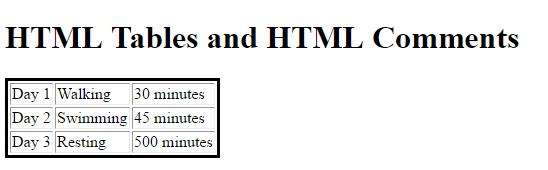 HTML Tables and HTML Comments
Day 1 Walking 30 minutes
Day 2 Swimming 45 minutes
Day 3 Resting 500 minutes